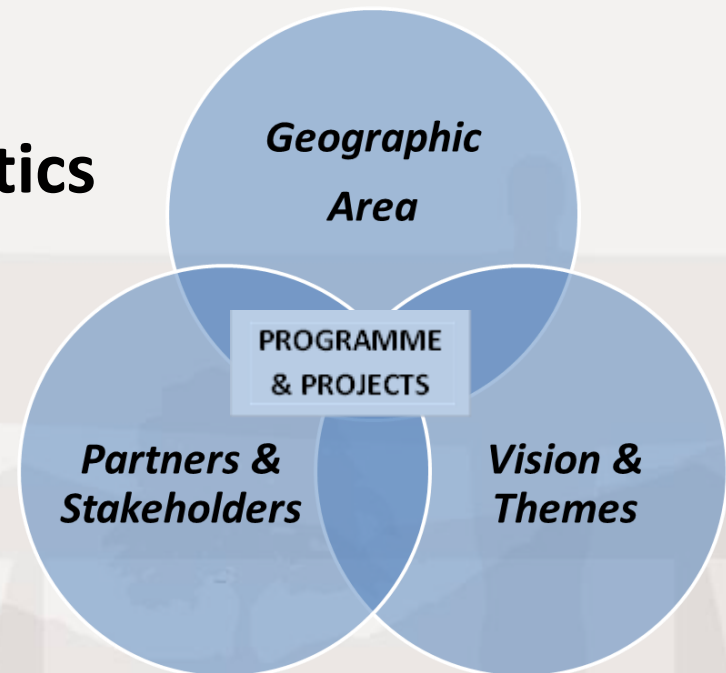 tics
Geographic
Area
PROGRAMME
& PROJECTS
Partners &
Stakeholders
Vision &
Themes